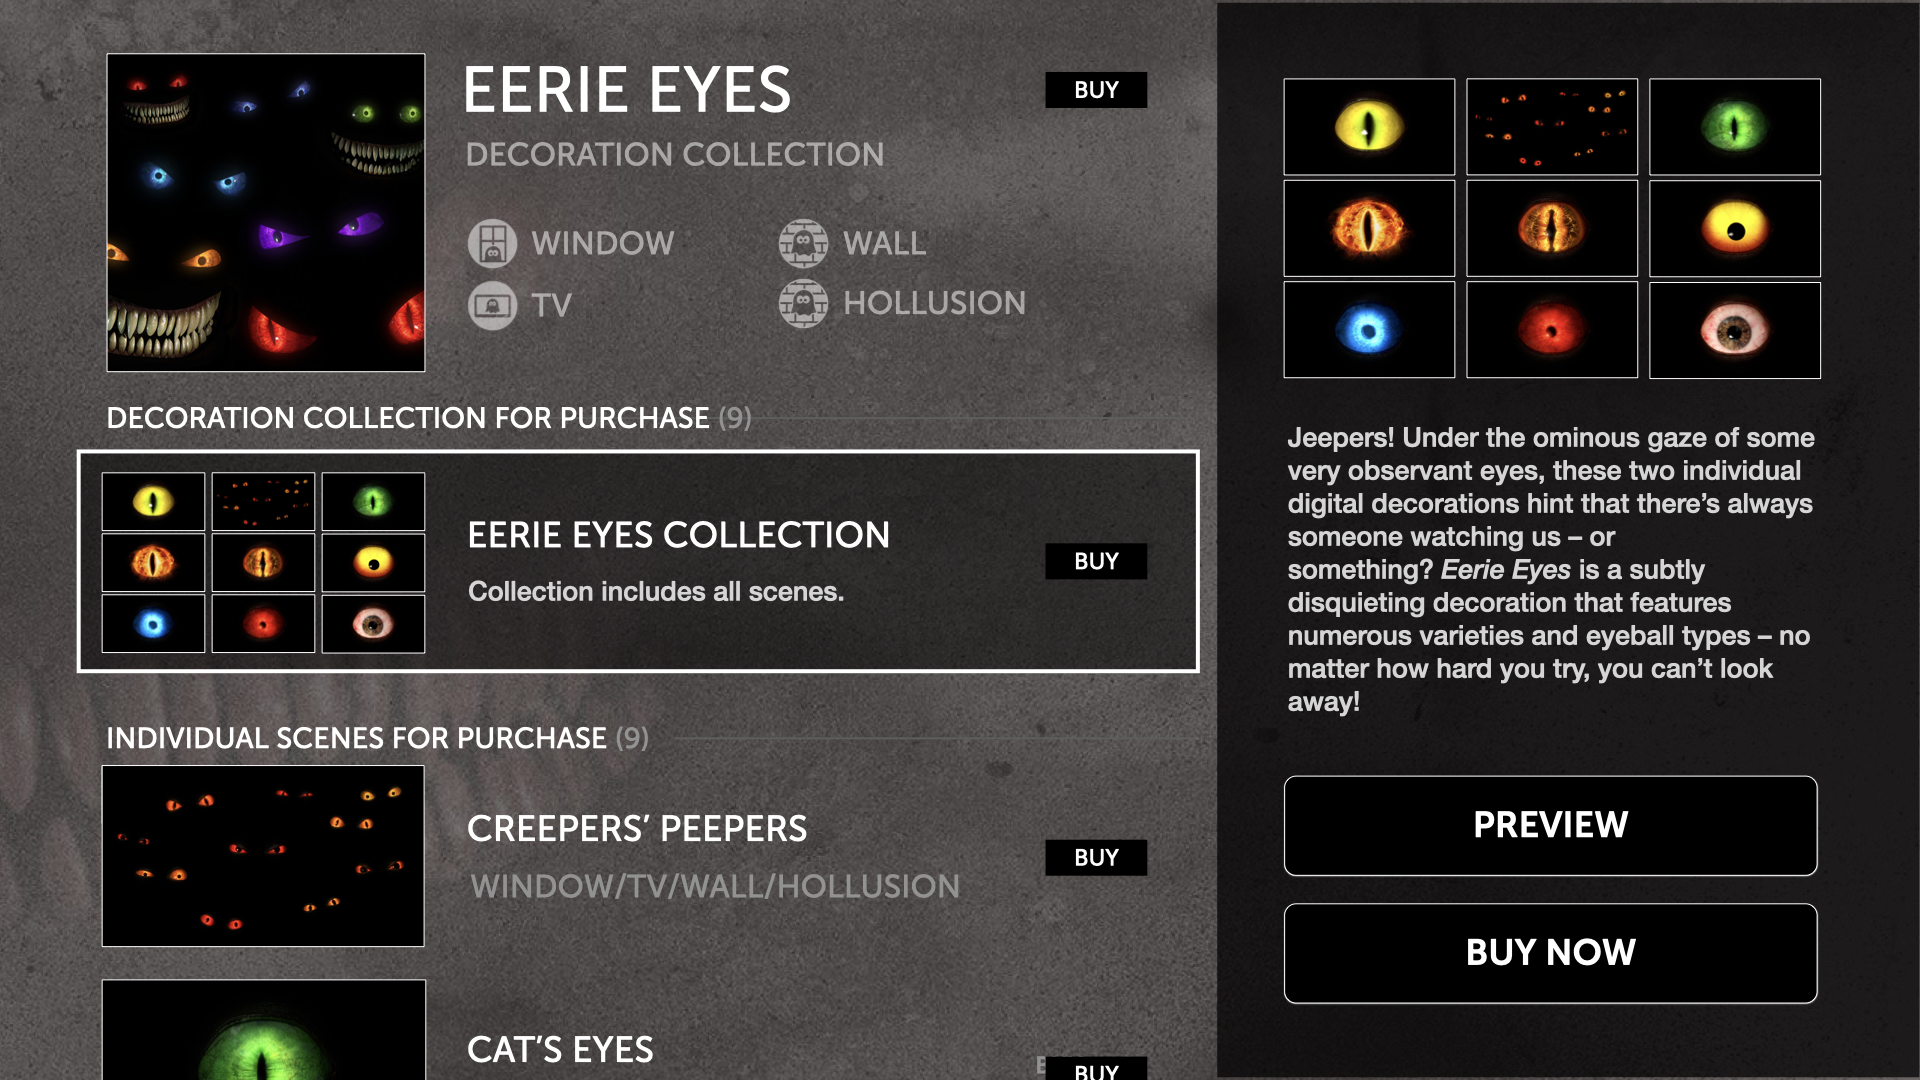 EERIE EYES
BUY
DECORATION COLLECTION
WINDOW
WALL
TV
HOLLUSION
DECORATION COLLECTION FOR PURCHASE (9)
EERIE EYES COLLECTION
Collection includes all scenes.
BUY
INDIVIDUAL SCENES FOR PURCHASE (9)
CREEPERS’ PEEPERS
WINDOW/TV/WALL/HOLLUSION
BUY
CAT’S EYES
BUY
Jeepers! Under the ominous gaze of some
very observant eyes, these two individual
digital decorations hint that there’s always
someone watching us – or
something? Eerie Eyes is a subtly
disquieting decoration that features
numerous varieties and eyeball types – no
matter how hard you try, you can’t look
away!
PREVIEW
BUY NOW